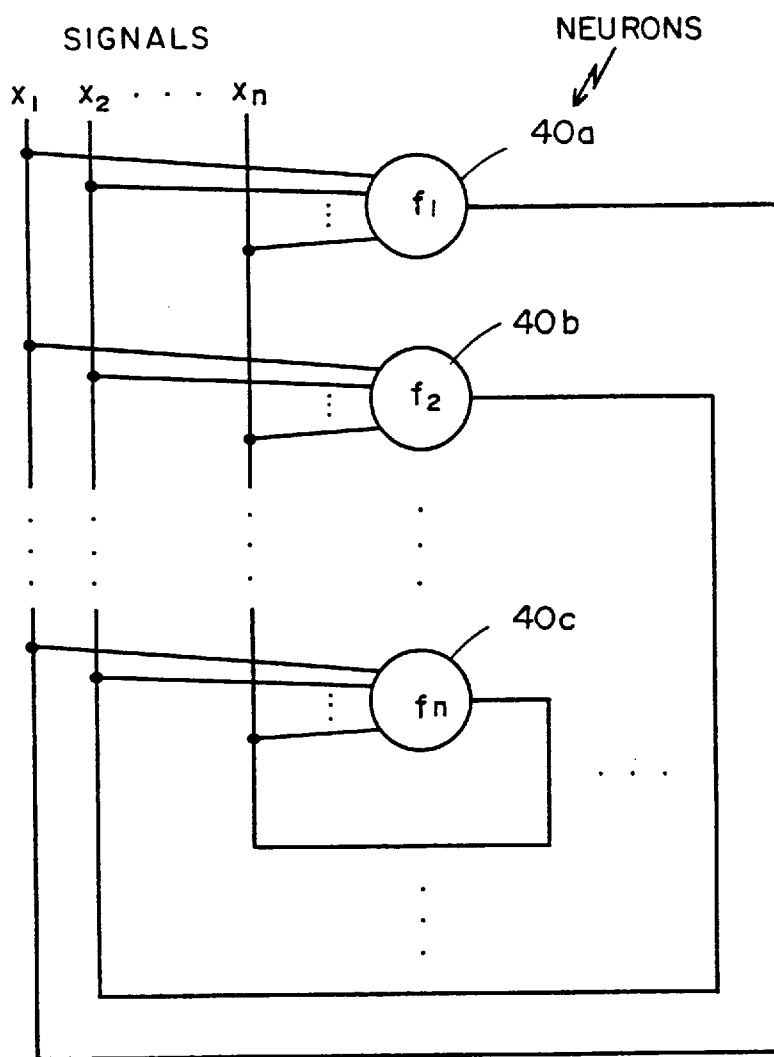 SIGNALS
NEURONS
x₁ x₂ · · · · xn
40a
f₁
40b
f₂
40c
fn